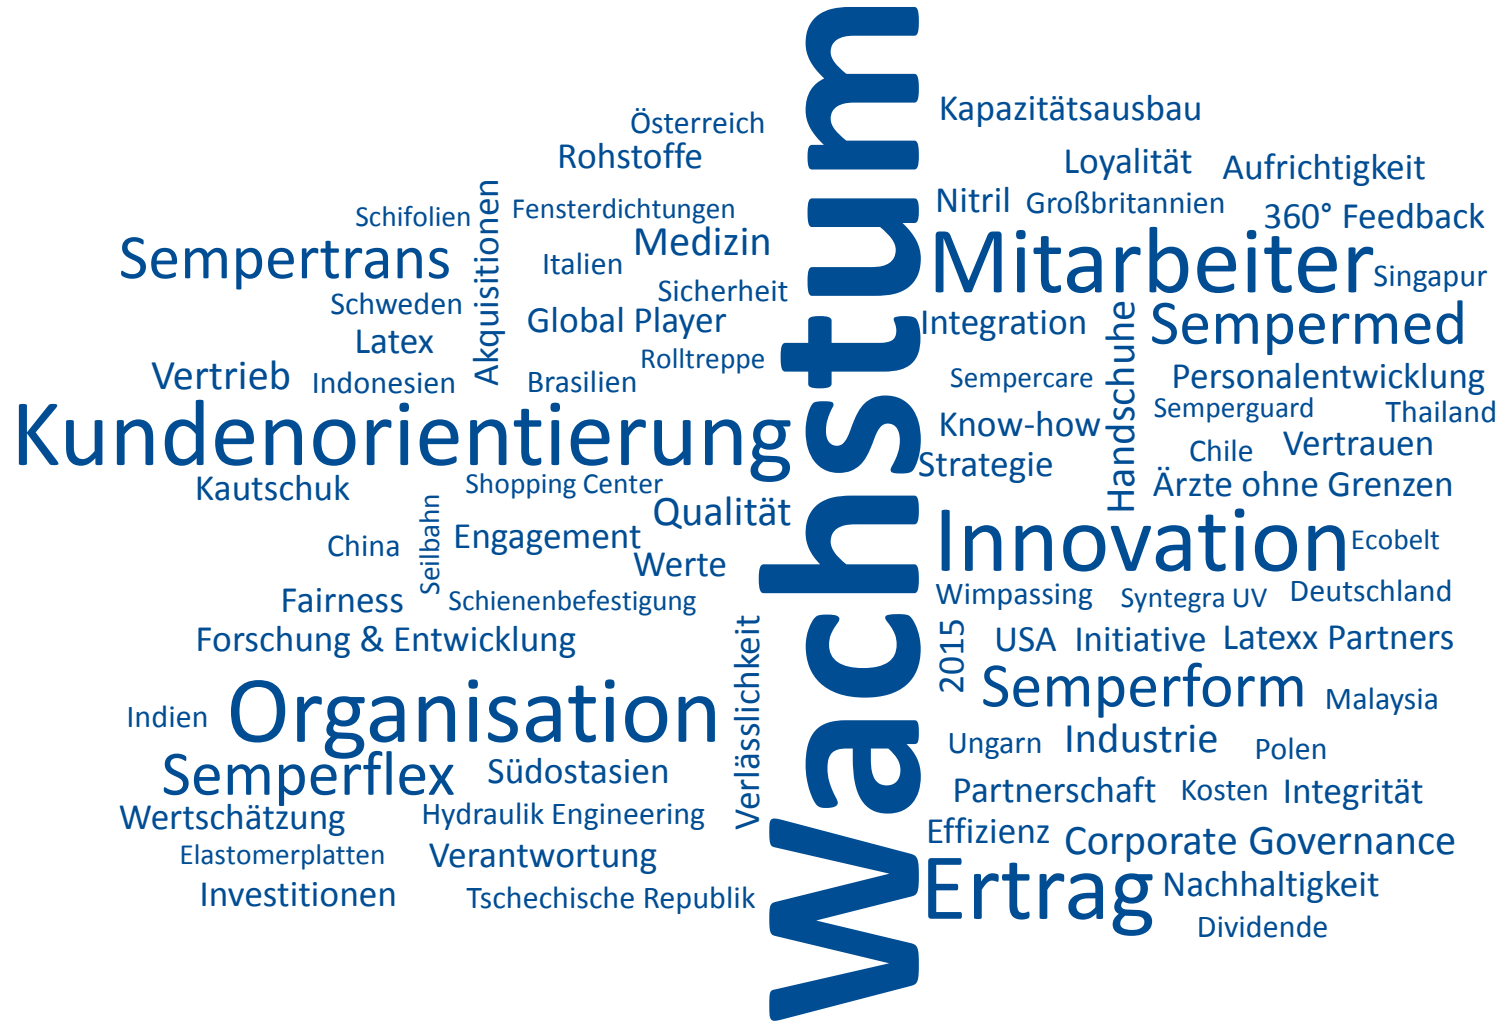 Wachstum
Österreich
Rohstoffe
Schifolien
Akquisitionen
Fensterdichtungen
Sempertrans
Medizin
Italien
Schweden
Sicherheit
Global Player
Latex
Rolltreppe
Vertrieb
Indonesien
Brasilien
Kundenorientierung
Kautschuk
Shopping Center
Qualität
China
Seilbahn
Engagement
Werte
Fairness
Schienenbefestigung
Forschung & Entwicklung
Verlässlichkeit
Indien
Organisation
Semperflex
Südostasien
Wertschätzung
Hydraulik Engineering
Elastomerplatten
Verantwortung
Investitionen
Tschechische Republik
Kapazitätsausbau
Loyalität
Aufrichtigkeit
Nitril
Großbritannien
360° Feedback
Mitarbeiter
Singapur
Integration
Handschuhe
Sempermed
Sempercare
Personalentwicklung
Semperguard
Thailand
Know-how
Chile
Vertrauen
Strategie
Ärzte ohne Grenzen
Innovation
Ecobelt
Wimpassing
Syntegra UV
Deutschland
2015
USA
Initiative
Latexx Partners
Semperform
Malaysia
Ungarn
Industrie
Polen
Partnerschaft
Kosten
Integrität
Effizienz
Corporate Governance
Ertrag
Nachhaltigkeit
Dividende